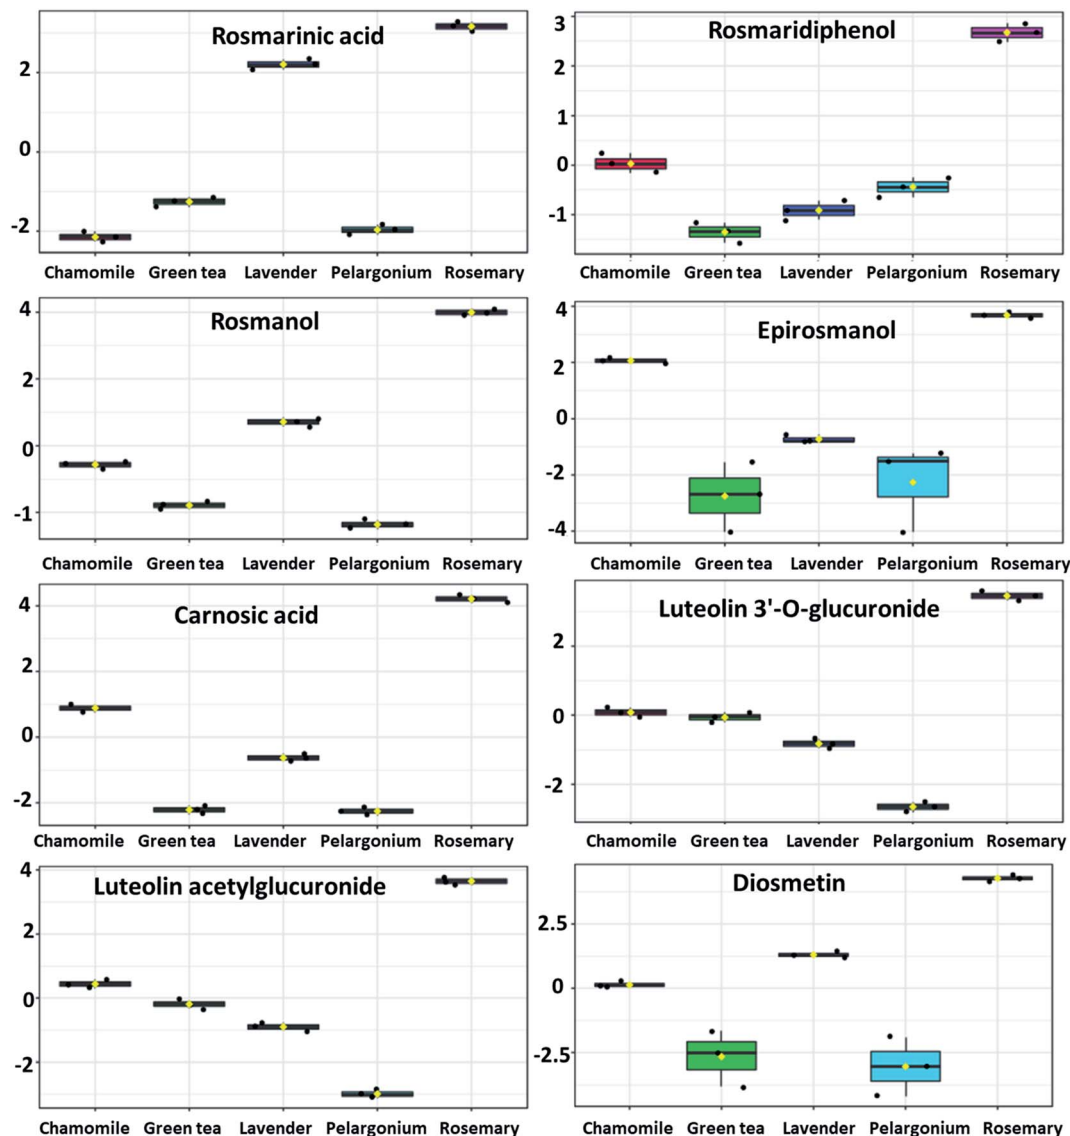 Rosmarinic acid
2
0
-2
Chamomile Green tea Lavender Pelargonium Rosemary
Rosmaridiphenol
3
2
1
0
-1
Chamomile Green tea Lavender Pelargonium Rosemary
Rosmanol
4
2
0
-1
Chamomile Green tea Lavender Pelargonium Rosemary
Epirosmanol
4
2
0
-2
-4
Chamomile Green tea Lavender Pelargonium Rosemary
Carnosic acid
4
2
0
-2
Chamomile Green tea Lavender Pelargonium Rosemary
Luteolin 3'-O-glucuronide
2
0
-2
Chamomile Green tea Lavender Pelargonium Rosemary
Luteolin acetylglucuronide
4
2
0
-2
Chamomile Green tea Lavender Pelargonium Rosemary
Diosmetin
2.5
0
-2.5
Chamomile Green tea Lavender Pelargonium Rosemary